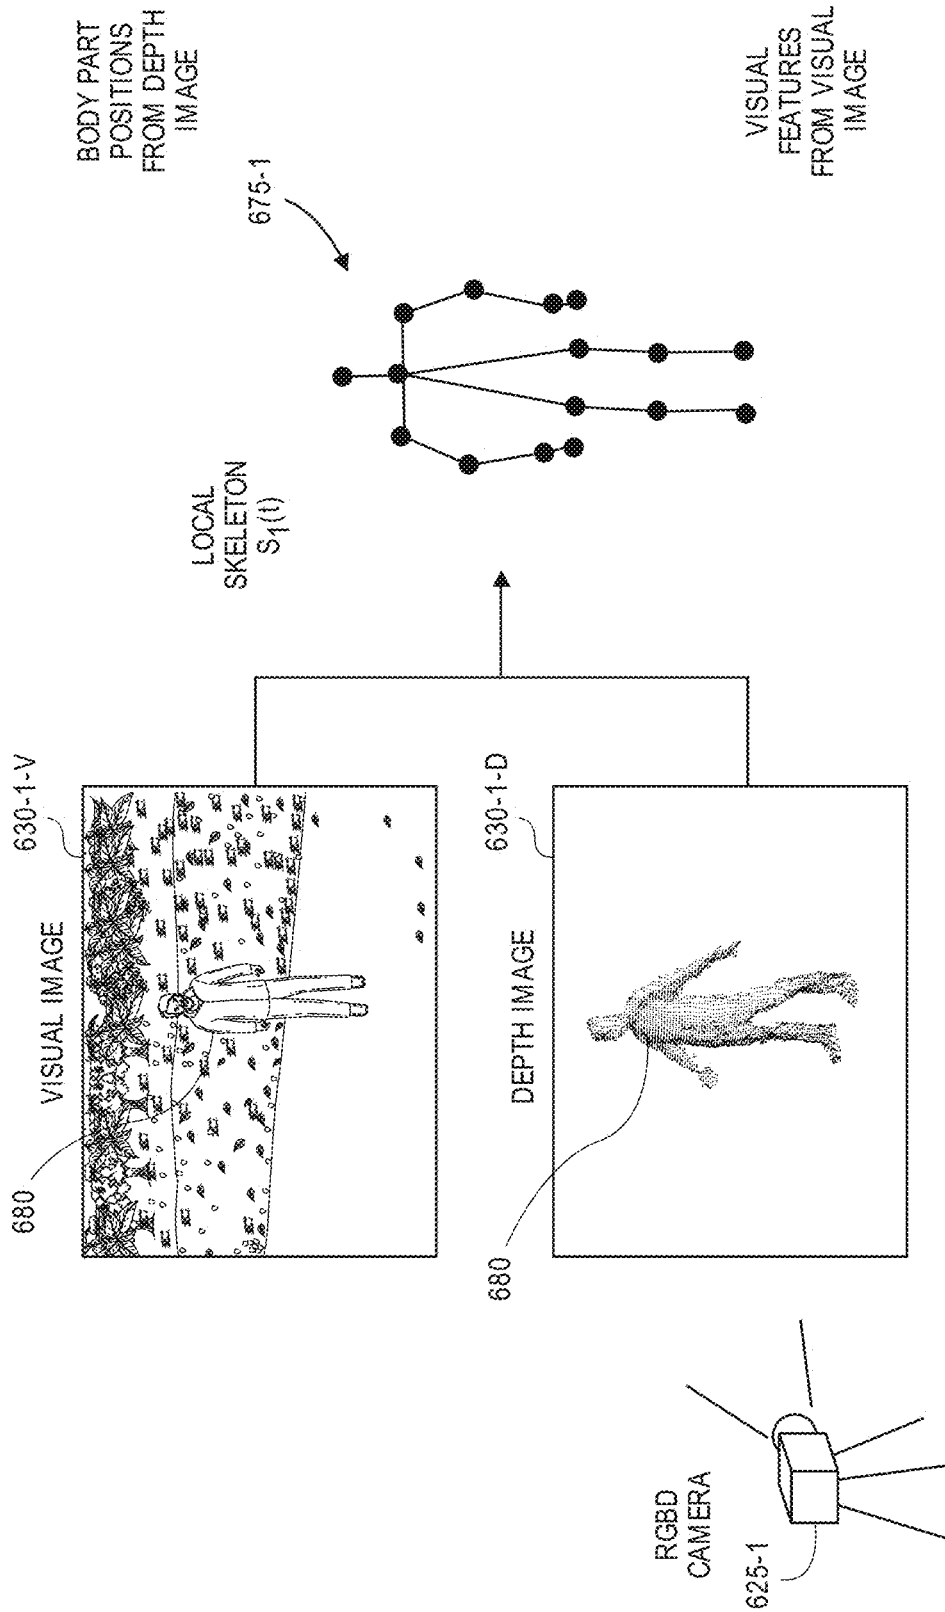 RGBD
CAMERA
625-1
680
VISUAL IMAGE
630-1-V
680
DEPTH IMAGE
630-1-D
LOCAL
SKELETON
S1(t)
675-1
BODY PART
POSITIONS
FROM DEPTH
IMAGE
VISUAL
FEATURES
FROM VISUAL
IMAGE